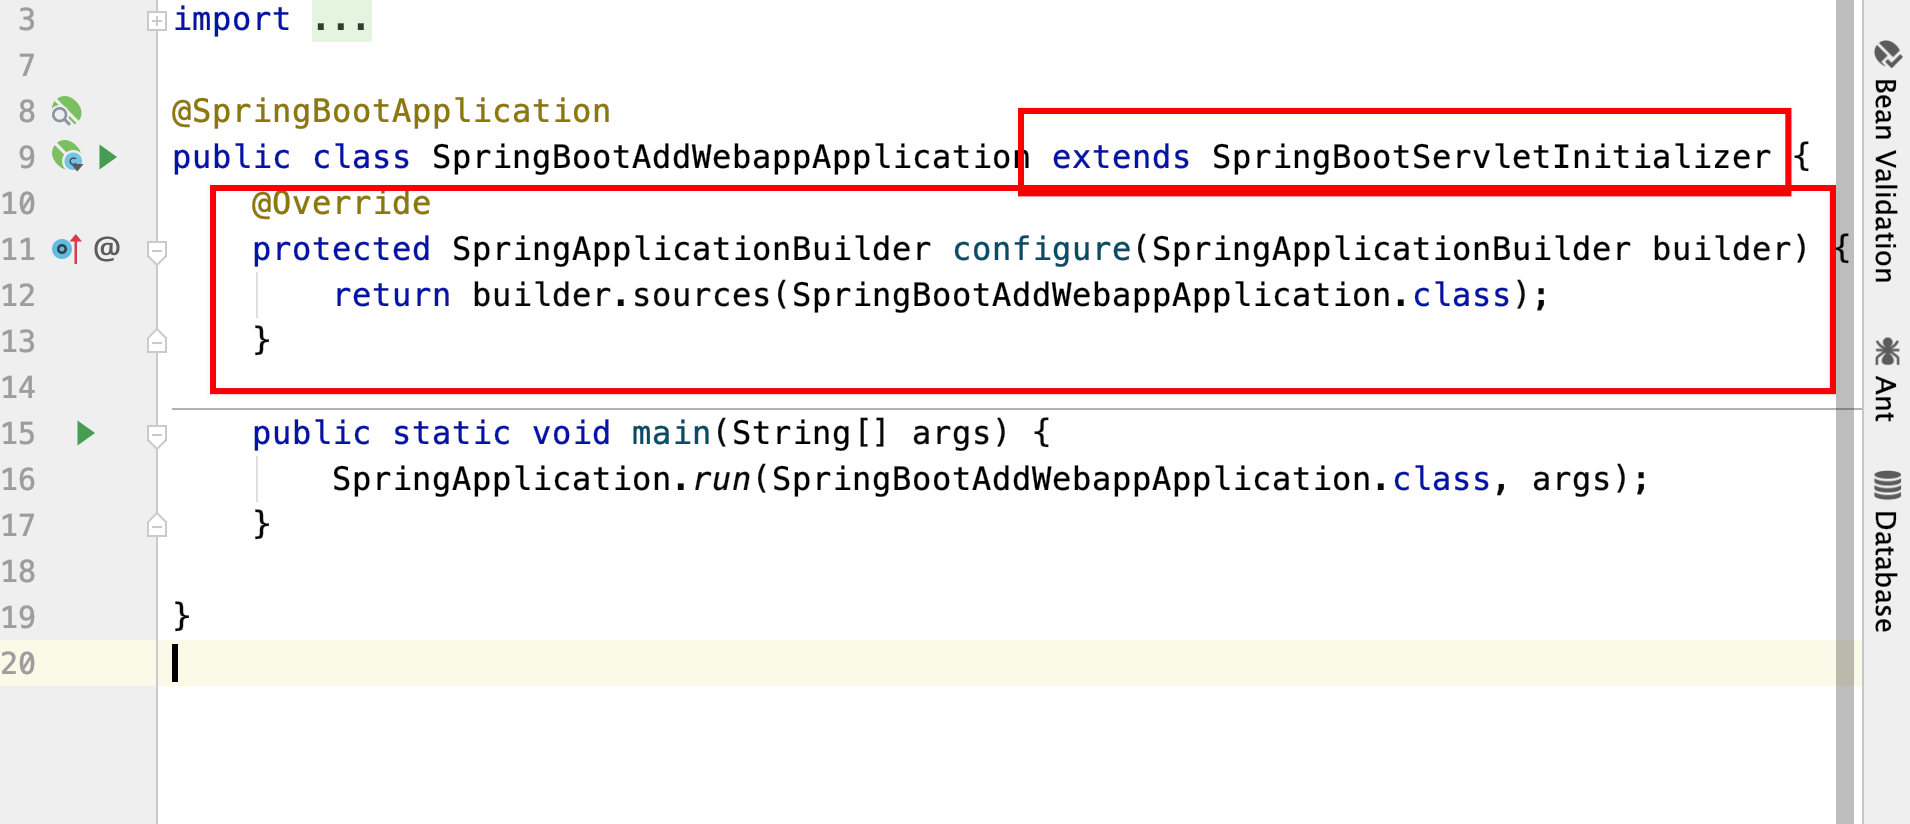 3 import ...
7
8 @SpringBootApplication
9 public class SpringBootAddWebappApplication extends SpringBootServletInitializer {
10 @Override
11 @ protected SpringApplicationBuilder configure(SpringApplicationBuilder builder) {
12 return builder.sources(SpringBootAddWebappApplication.class);
13 }
14
15 public static void main(String[] args) {
16 SpringApplication.run(SpringBootAddWebappApplication.class, args);
17 }
18
19 }
20
Bean Validation
Ant
Database